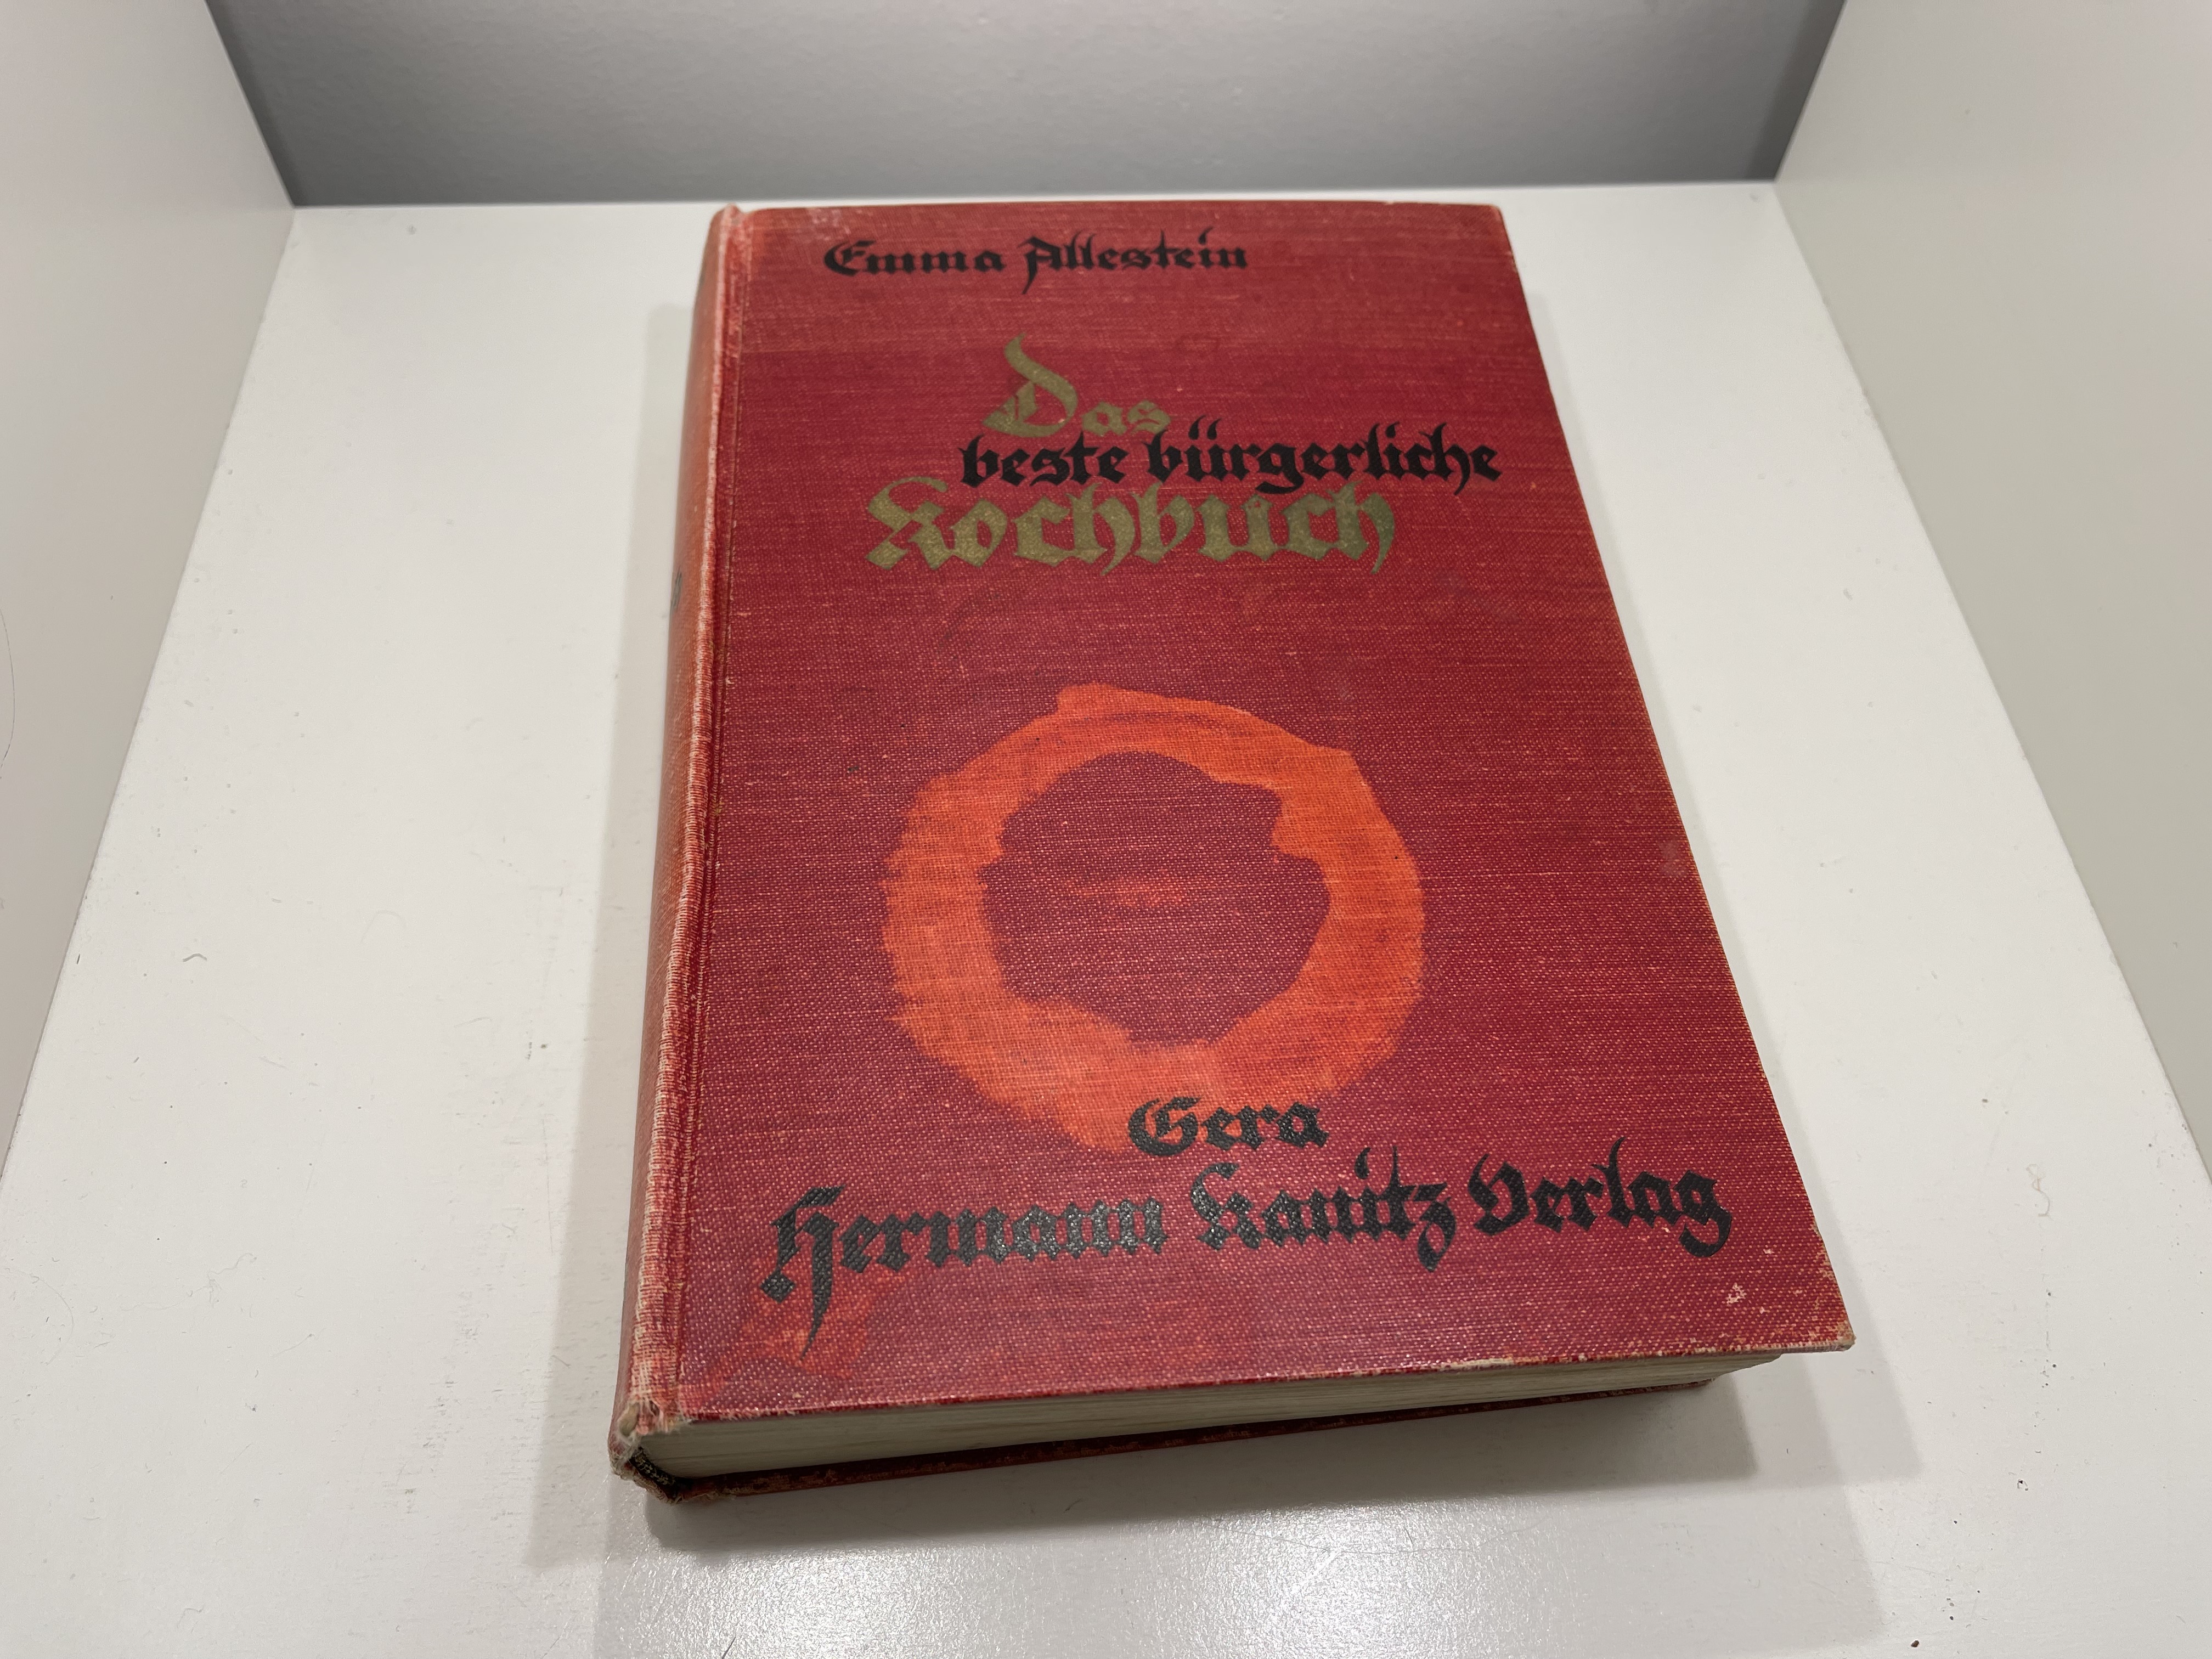 Emma Allestein
Das
beste bürgerliche
Kochbuch
Gera
Hermann Kanitz Verlag